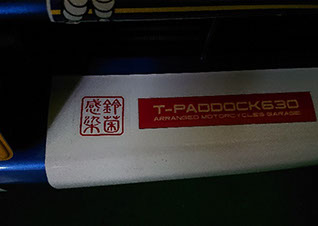 鈴菌
感染
T-PADDOCK630
ARRANGED MOTORCYCLES GARAGE